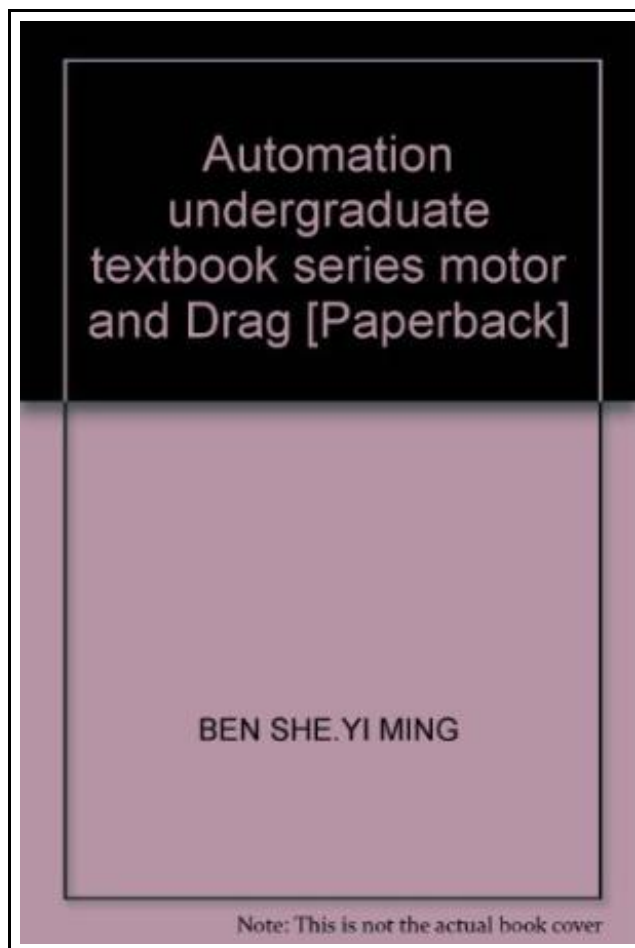 Automation
undergraduate
textbook series motor
and Drag [Paperback]
BEN SHE.YI MING
Note: This is not the actual book cover